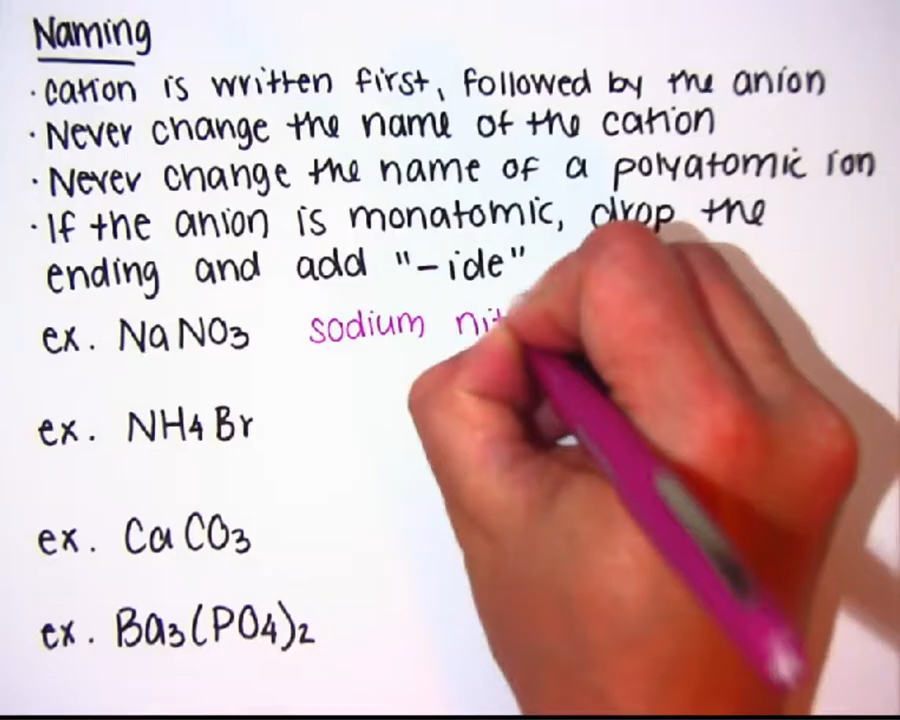 Naming
· cation is written first, followed by the anion
· Never change the name of the cation
· Never change the name of a polyatomic ion
· If the anion is monatomic, drop the
ending and add "-ide"
ex. NaNO3 sodium nit
ex. NH4Br
ex. CaCO3
ex. Ba3(PO4)2